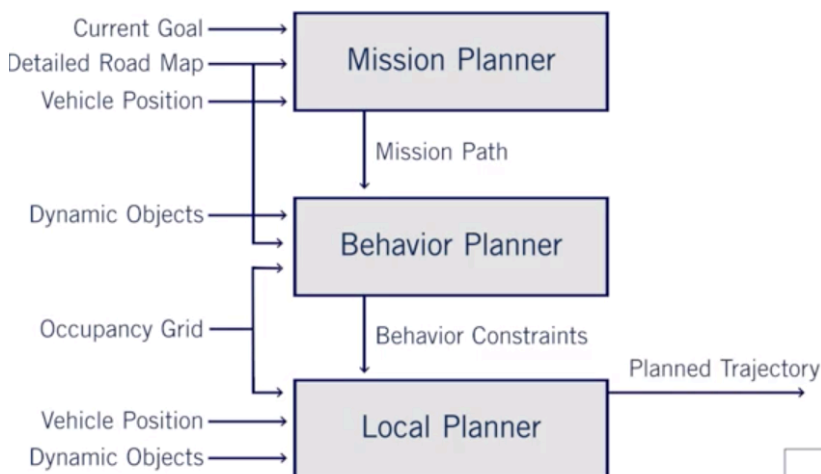 Current Goal
Detailed Road Map
Vehicle Position
Mission Planner
Mission Path
Dynamic Objects
Behavior Planner
Occupancy Grid
Behavior Constraints
Planned Trajectory
Vehicle Position
Dynamic Objects
Local Planner